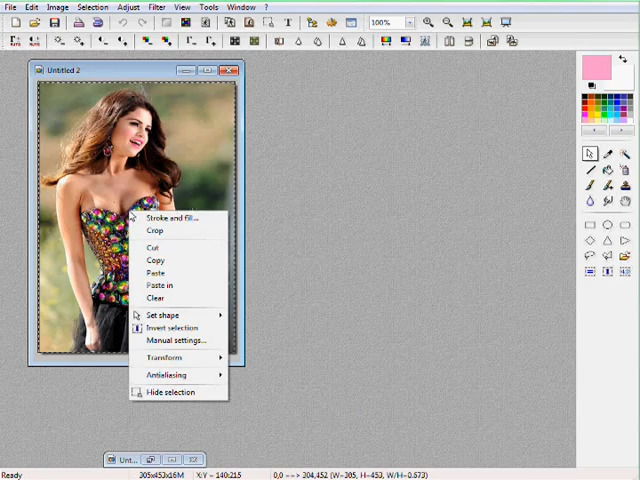 File Edit Image Selection Adjust Filter View Tools Window ?
100%
Untitled 2
Stroke and fill...
Crop
Cut
Copy
Paste
Paste in
Clear
Set shape
Invert selection
Manual settings...
Transform
Antialiasing
Hide selection
Unt...
Ready 305x453x16M X:Y = 140:215 0,0 ---> 304,452 (W=305, H=453, W/H=0.673)